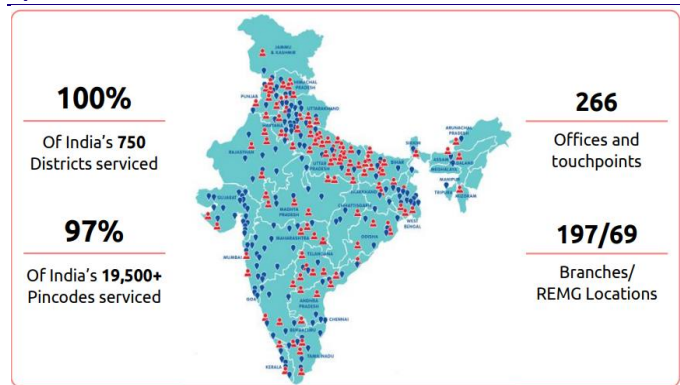 100%
Of India's 750
Districts serviced
97%
Of India's 19,500+
Pincodes serviced
JAMMU
& KASHMIR
HIMACHAL
PRADESH
PUNJAB
UTTARAKHAND
HARYANA
RAJASTHAN
UTTAR
PRADESH
BIHAR
SIKKIM
ARUNACHAL
PRADESH
ASSAM
NAGALAND
MEGHALAYA
MANIPUR
TRIPURA
MIZORAM
JHARKHAND
WEST
BENGAL
GUJARAT
MADHYA
PRADESH
CHHATTISGARH
ODISHA
MAHARASHTRA
MUMBAI
TELANGANA
GOA
ANDHRA
PRADESH
BENGALURU
CHENNAI
TAMIL NADU
KERALA
266
Offices and
touchpoints
197/69
Branches/
REMG Locations